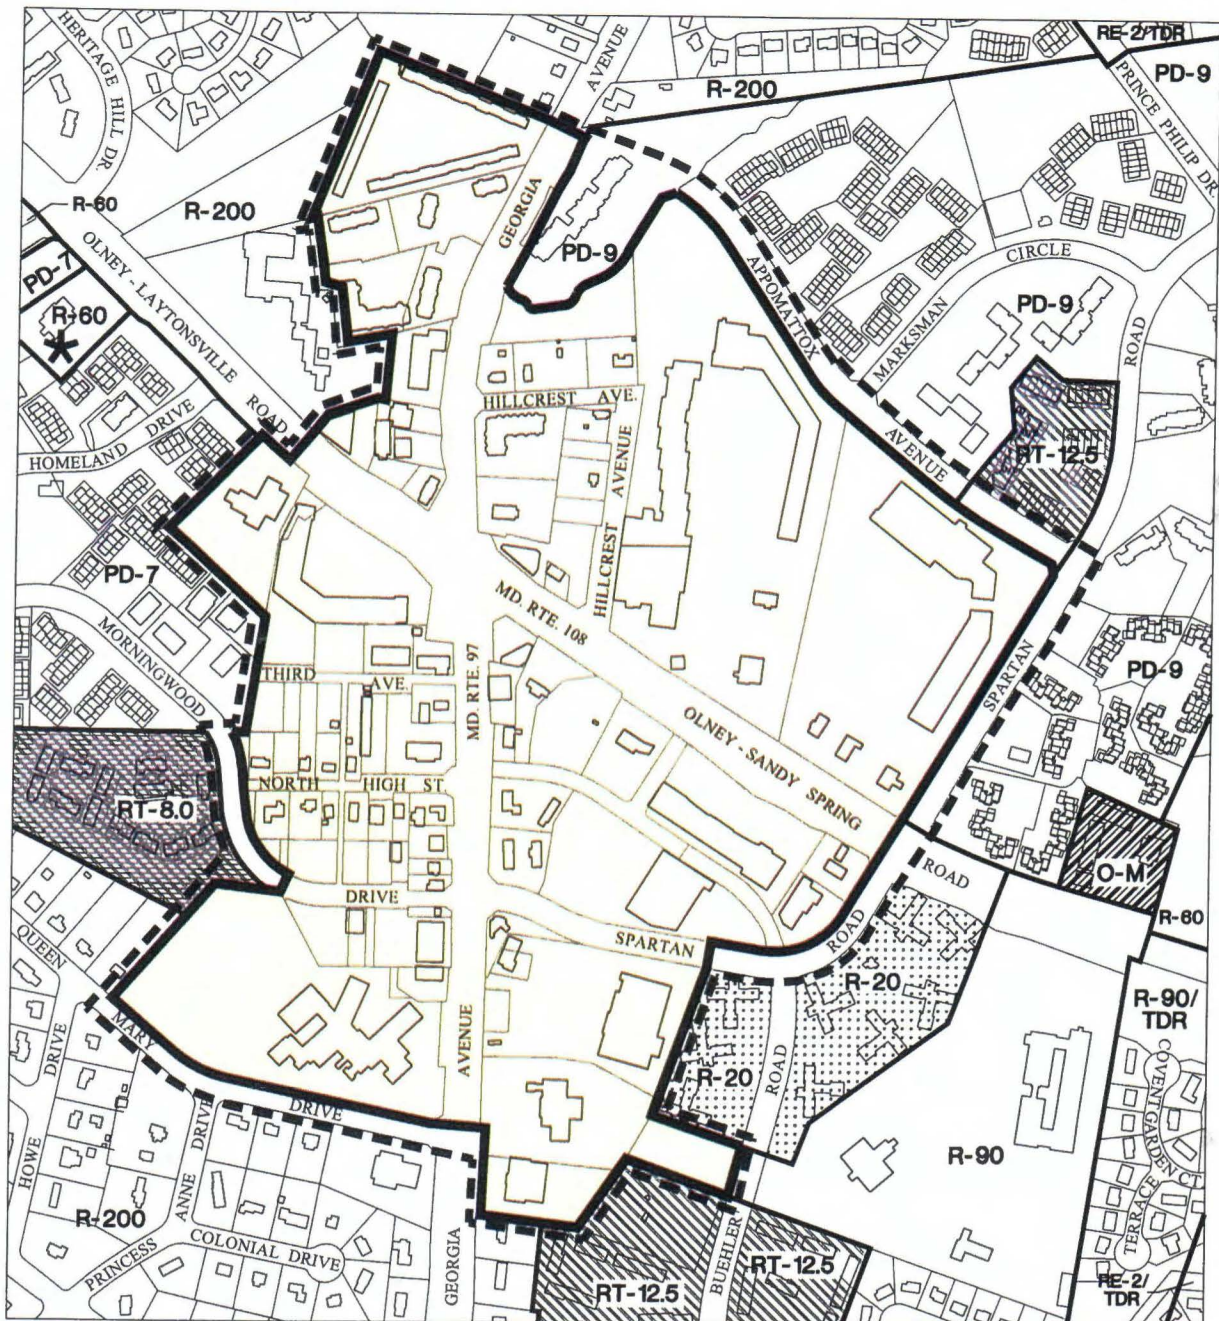 HERITAGE HILL DR.
AVENUE
RE-2/TDR
PD-9
PRINCE PHILIP DR.
R-200
R-60
R-200
GEORGIA
PD-9
OLNEY - LAYTONSVILLE ROAD
PD-7
R-60
APPOMATTOX AVENUE
MARKSMAN CIRCLE
PD-9
ROAD
HILLCREST AVE.
HILLCREST AVENUE
HOMELAND DRIVE
RT-12.5
PD-7
MORNINGWOOD
MD. RTE. 108
MD. RTE. 97
THIRD AVE.
OLNEY - SANDY SPRING
SPARTAN
PD-9
NORTH HIGH ST.
RT-8.0
ROAD
O-M
DRIVE
SPARTAN
ROAD
R-60
R-20
QUEEN
MARY
DRIVE
AVENUE
R-20
ROAD
R-90/
TDR
COVENTGARDEN CT.
DRIVE
HOWE
ANNE DRIVE
R-90
TERRACE
R-200
PRINCESS
COLONIAL DRIVE
GEORGIA
BUEHLER
RT-12.5
RT-12.5
RE-2/
TDR